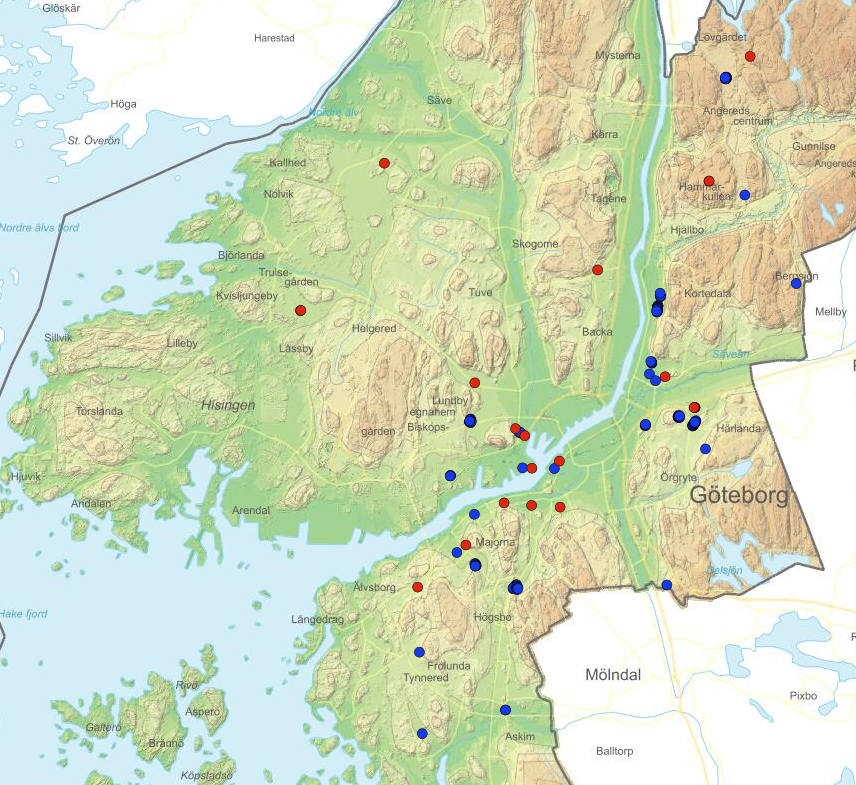 Glöskär
Harestad
Lövgärdet
Mysterna
Höga
Säve
Nordre älv
Angereds
centrum
St. Överön
Kärra
Gunnilse
Kallhed
Angereds
Nolvik
Hammar-
kullen
Tagene
Nordre älvs fjord
Hjällbo
Skogome
Björlanda
Trulse-
gården
Bergsjön
Kvisljungeby
Tuve
Kortedala
Mellby
Helgered
Backa
Sillvik
Lilleby
Låssby
Säveån
Lundby
Torslanda
Hisingen
egnahem
Biskops-
gården
Härlanda
Hjuvik
Örgryte
Göteborg
Andalen
Arendal
Majorna
Delsjön
Älvsborg
Hake fjord
Långedrag
Högsbo
Frölunda
Mölndal
Tynnered
Rivö
Pixbo
Asperö
Galterö
Askim
Brännö
Balltorp
Köpstadsö